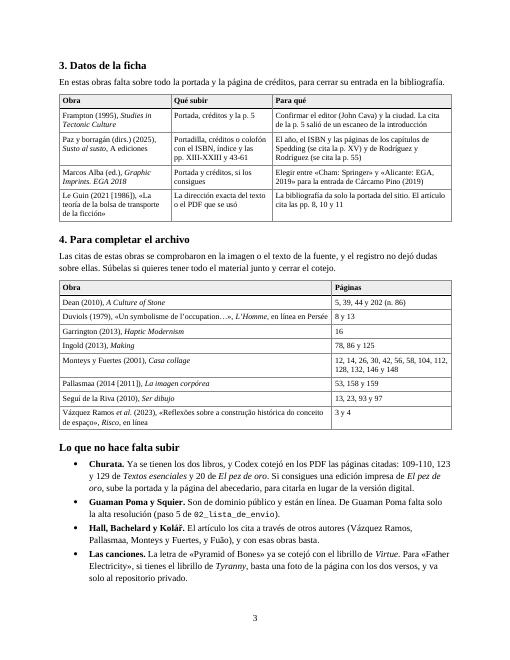 3. Datos de la ficha
En estas obras falta sobre todo la portada y la página de créditos, para cerrar su entrada en la bibliografía.
Obra Qué subir Para qué
Frampton (1995), Studies in Tectonic Culture
Portada, créditos y la p. 5
Confirmar el editor (John Cava) y la ciudad. La cita de la p. 5 salió de un escaneo de la introducción
Paz y borragán (dirs.) (2025), Susto al susto, A ediciones
Portadilla, créditos o colofón con el ISBN, índice y las pp. XIII-XXXIII y 43-61
El año, el ISBN y las páginas de los capítulos de Spedding (se cita la p. XV) y de Rodríguez y Rodriguez (se cita la p. 55)
Marcos Alba (ed.), Graphic Imprints. EGA 2018
Portada y créditos, si los consigues
Elegir entre «Cham: Springer» y «Alicante: EGA, 2019» para la entrada de Cárcamo Pino (2019)
Le Guin (2021 [1986]), «La teoría de la bolsa de transporte de la ficción»
La dirección exacta del texto o el PDF que se usó
La bibliografía da solo la portada del sitio. El artículo cita las pp. 8, 10 y 11
4. Para completar el archivo
Las citas de estas obras se comprobaron en la imagen o el texto de la fuente, y el registro no dejó dudas
sobre ellas. Súbelas si quieres tener todo el material junto y cerrar el cotejo.
Obra Páginas
Dean (2010), A Culture of Stone 5, 39, 44 y 202 (n. 86)
Duviols (1979), «Un symbolisme de l’occupation…», L’Homme, en línea en Persée 8 y 13
Garrington (2013), Haptic Modernism 16
Ingold (2013), Making 78, 86 y 125
Monteys y Fuertes (2001), Casa collage 12, 14, 26, 30, 42, 56, 58, 104, 112,
128, 132, 146 y 148
Pallasmaa (2014 [2011]), La imagen corpórea 53, 158 y 159
Seguí de la Riva (2010), Ser dibujo 13, 23, 93 y 97
Vázquez Ramos et al. (2023), «Reflexões sobre a construção histórica do conceito 3 y 4
de espaço», Risco, en línea
Lo que no hace falta subir
• Churata. Ya se tienen los dos libros, y Codex cotejó en los PDF las páginas citadas: 109-110, 123
y 129 de Textos esenciales y 20 de El pez de oro. Si consigues una edición impresa de El pez de
oro, sube la portada y la página del abecedario, para citarla en lugar de la versión digital.
• Guaman Poma y Squier. Son de dominio público y están en línea. De Guaman Poma falta solo
la alta resolución (paso 5 de 02_lista_de_envio).
• Hall, Bachelard y Kolář. El artículo los cita a través de otros autores (Vázquez Ramos,
Pallasmaa, Monteys y Fuertes, y Fuão), y con esas obras basta.
• Las canciones. La letra de «Pyramid of Bones» ya se cotejó con el librillo de Virtue. Para «Father
Electricity», si tienes el librillo de Tyranny, basta una foto de la página con los dos versos, y va
solo al repositorio privado.
3